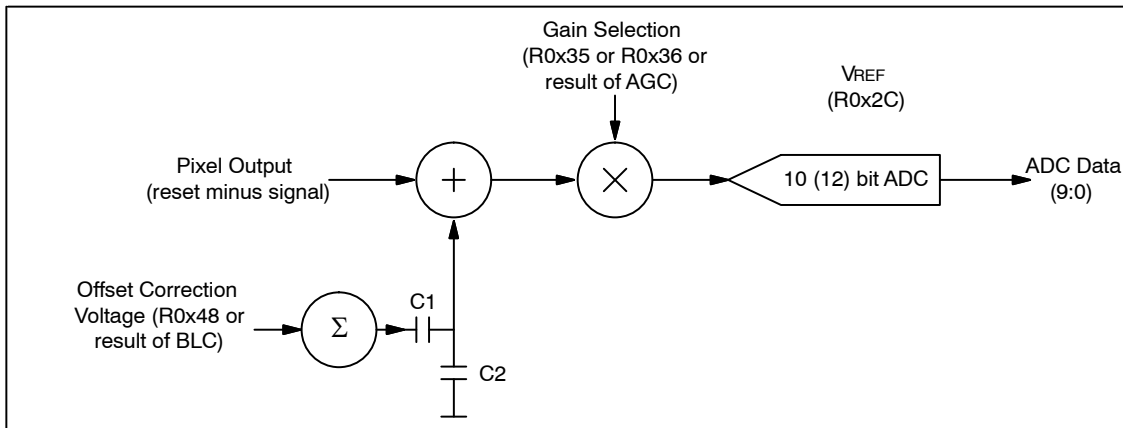 Gain Selection
(R0x35 or R0x36 or
result of AGC)
VREF
(R0x2C)
Pixel Output
(reset minus signal)
+
×
10 (12) bit ADC
ADC Data
(9:0)
Offset Correction
Voltage (R0x48 or
result of BLC)
Σ
C1
C2